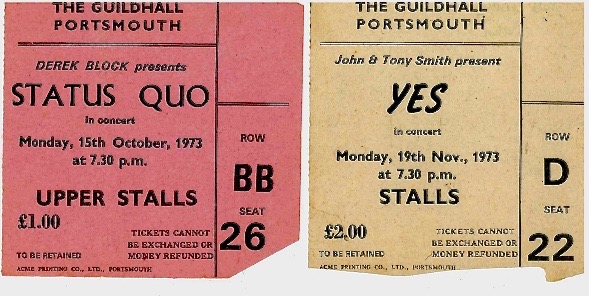 THE GUILDHALL
PORTSMOUTH
DEREK BLOCK presents
STATUS QUO
in concert
Monday, 15th October, 1973
at 7.30 p.m.
UPPER STALLS
£1.00
TICKETS CANNOT
BE EXCHANGED OR
MONEY REFUNDED
TO BE RETAINED
ACME PRINTING CO., LTD., PORTSMOUTH
ROW
BB
SEAT
26
THE GUILDHALL
PORTSMOUTH
John & Tony Smith present
YES
in concert
Monday, 19th Nov., 1973
at 7.30 p.m.
STALLS
£2.00
TICKETS CANNOT
BE EXCHANGED OR
MONEY REFUNDED
TO BE RETAINED
ACME PRINTING CO., LTD., PORTSMOUTH
ROW
D
SEAT
22